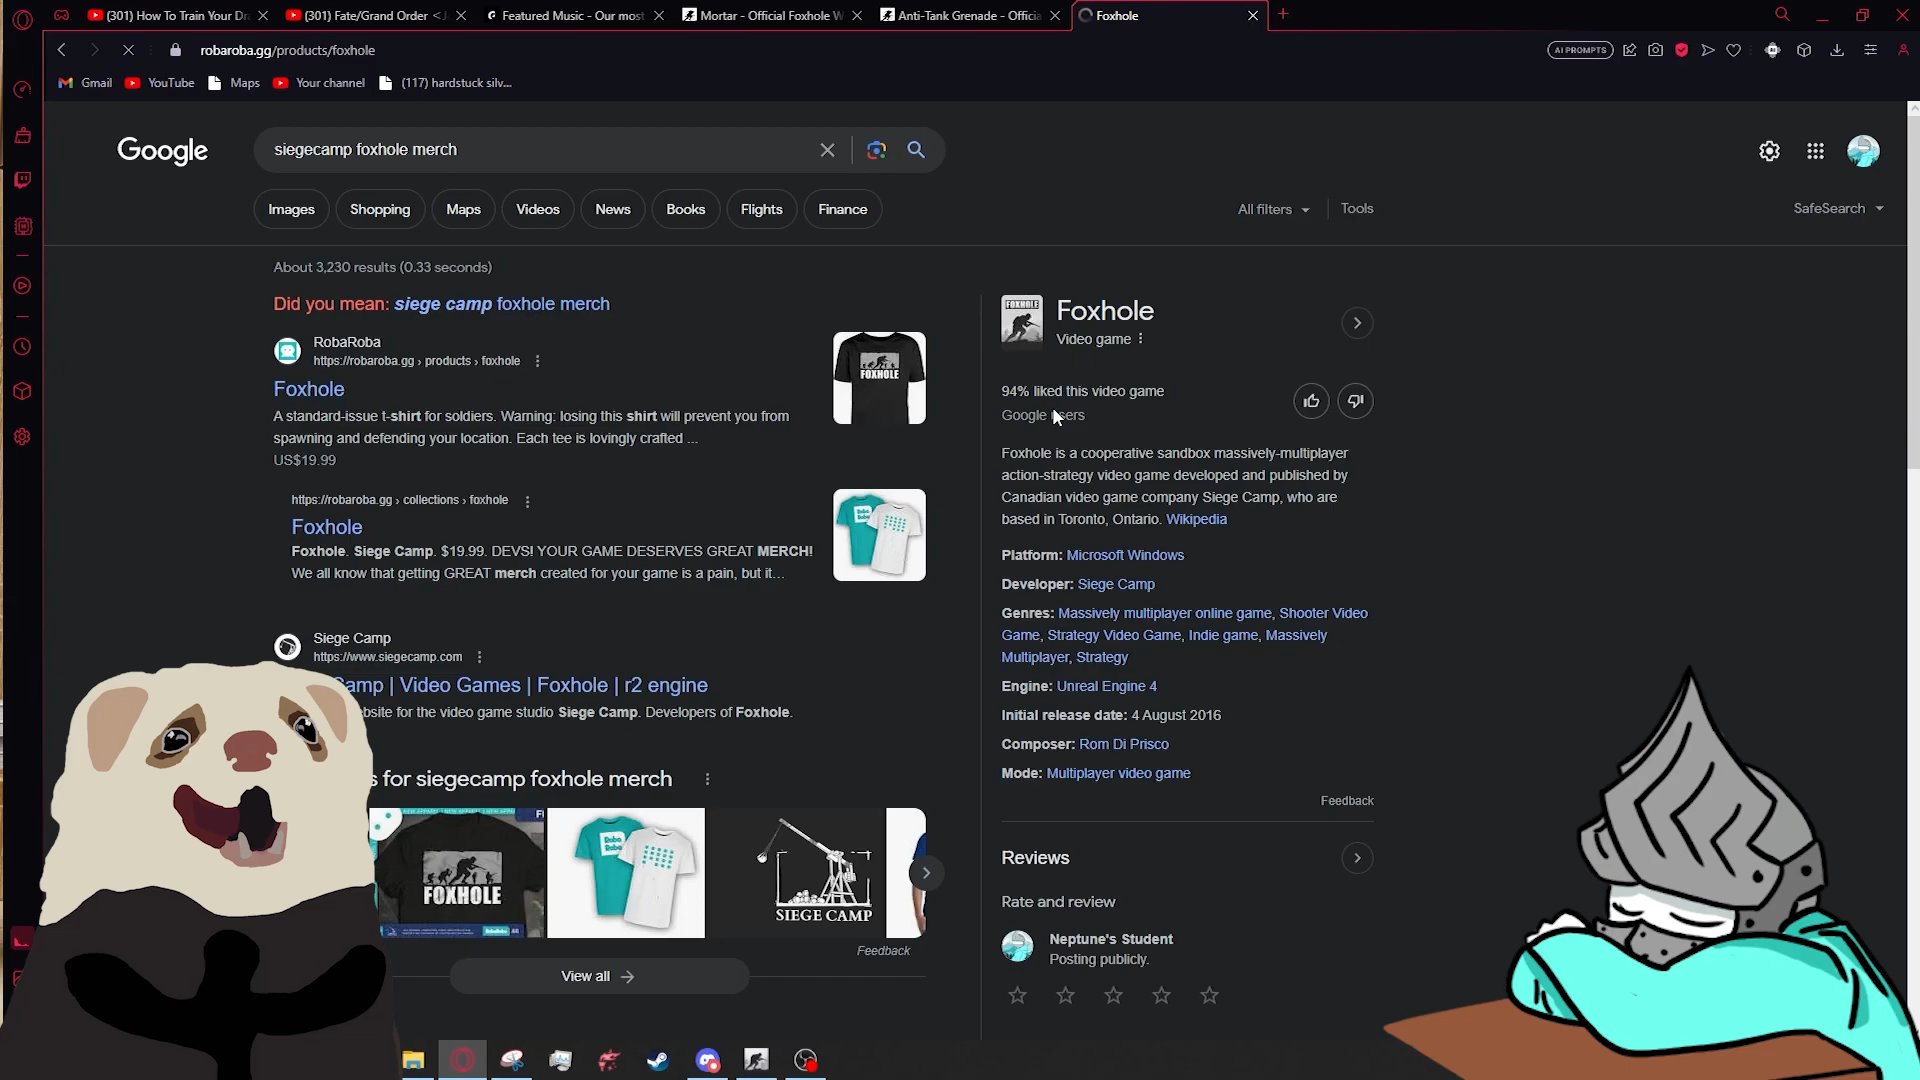 (301) How To Train Your Dr
(301) Fate/Grand Order
Featured Music - Our most
Mortar - Official Foxhole W
Anti-Tank Grenade - Officia
Foxhole
robaroba.gg/products/foxhole
AI PROMPTS
Gmail
YouTube
Maps
Your channel
(117) hardstuck silv...
Google
siegecamp foxhole merch
Images
Shopping
Maps
Videos
News
Books
Flights
Finance
All filters
Tools
SafeSearch
About 3,230 results (0.33 seconds)
Did you mean: siege camp foxhole merch
RobaRoba
https://robaroba.gg › products › foxhole
Foxhole
A standard-issue t-shirt for soldiers. Warning: losing this shirt will prevent you from
spawning and defending your location. Each tee is lovingly crafted ...
US$19.99
FOXHOLE
https://robaroba.gg › collections › foxhole
Foxhole
Foxhole. Siege Camp. $19.99. DEVS! YOUR GAME DESERVES GREAT MERCH!
We all know that getting GREAT merch created for your game is a pain, but it...
Siege Camp
https://www.siegecamp.com
Camp | Video Games | Foxhole | r2 engine
bsite for the video game studio Siege Camp. Developers of Foxhole.
s for siegecamp foxhole merch
FOXHOLE
Roba
SIEGE CAMP
Feedback
View all
FOXHOLE
Foxhole
Video game
94% liked this video game
Google users
Foxhole is a cooperative sandbox massively-multiplayer
action-strategy video game developed and published by
Canadian video game company Siege Camp, who are
based in Toronto, Ontario. Wikipedia
Platform: Microsoft Windows
Developer: Siege Camp
Genres: Massively multiplayer online game, Shooter Video
Game, Strategy Video Game, Indie game, Massively
Multiplayer, Strategy
Engine: Unreal Engine 4
Initial release date: 4 August 2016
Composer: Rom Di Prisco
Mode: Multiplayer video game
Feedback
Reviews
Rate and review
Neptune's Student
Posting publicly.